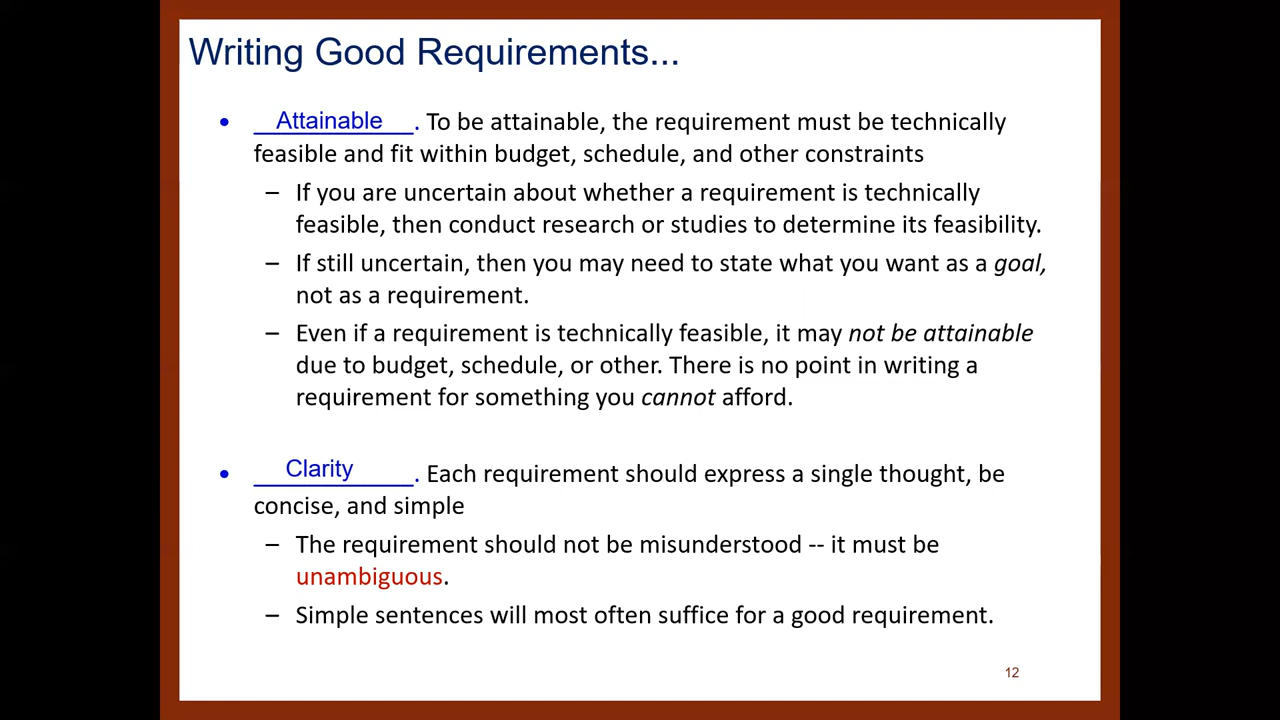 Writing Good Requirements...
• Attainable. To be attainable, the requirement must be technically
feasible and fit within budget, schedule, and other constraints
– If you are uncertain about whether a requirement is technically
feasible, then conduct research or studies to determine its feasibility.
– If still uncertain, then you may need to state what you want as a goal,
not as a requirement.
– Even if a requirement is technically feasible, it may not be attainable
due to budget, schedule, or other. There is no point in writing a
requirement for something you cannot afford.
• Clarity. Each requirement should express a single thought, be
concise, and simple
– The requirement should not be misunderstood -- it must be
unambiguous.
– Simple sentences will most often suffice for a good requirement.
12